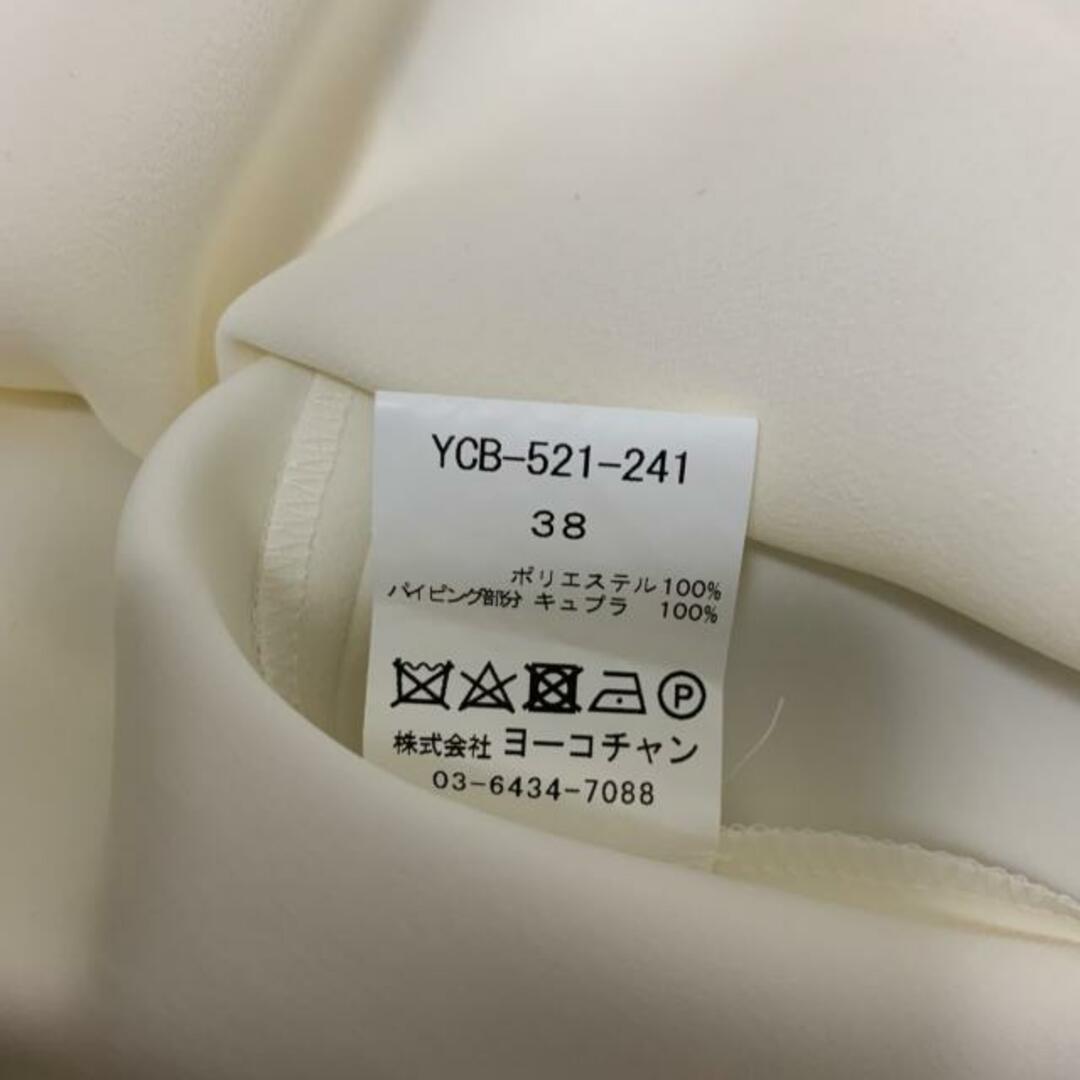 YCB-521-241
38
ポリエステル100%
パイピング部分 キュプラ 100%
P
株式会社 ヨーコチャン
03-6434-7088